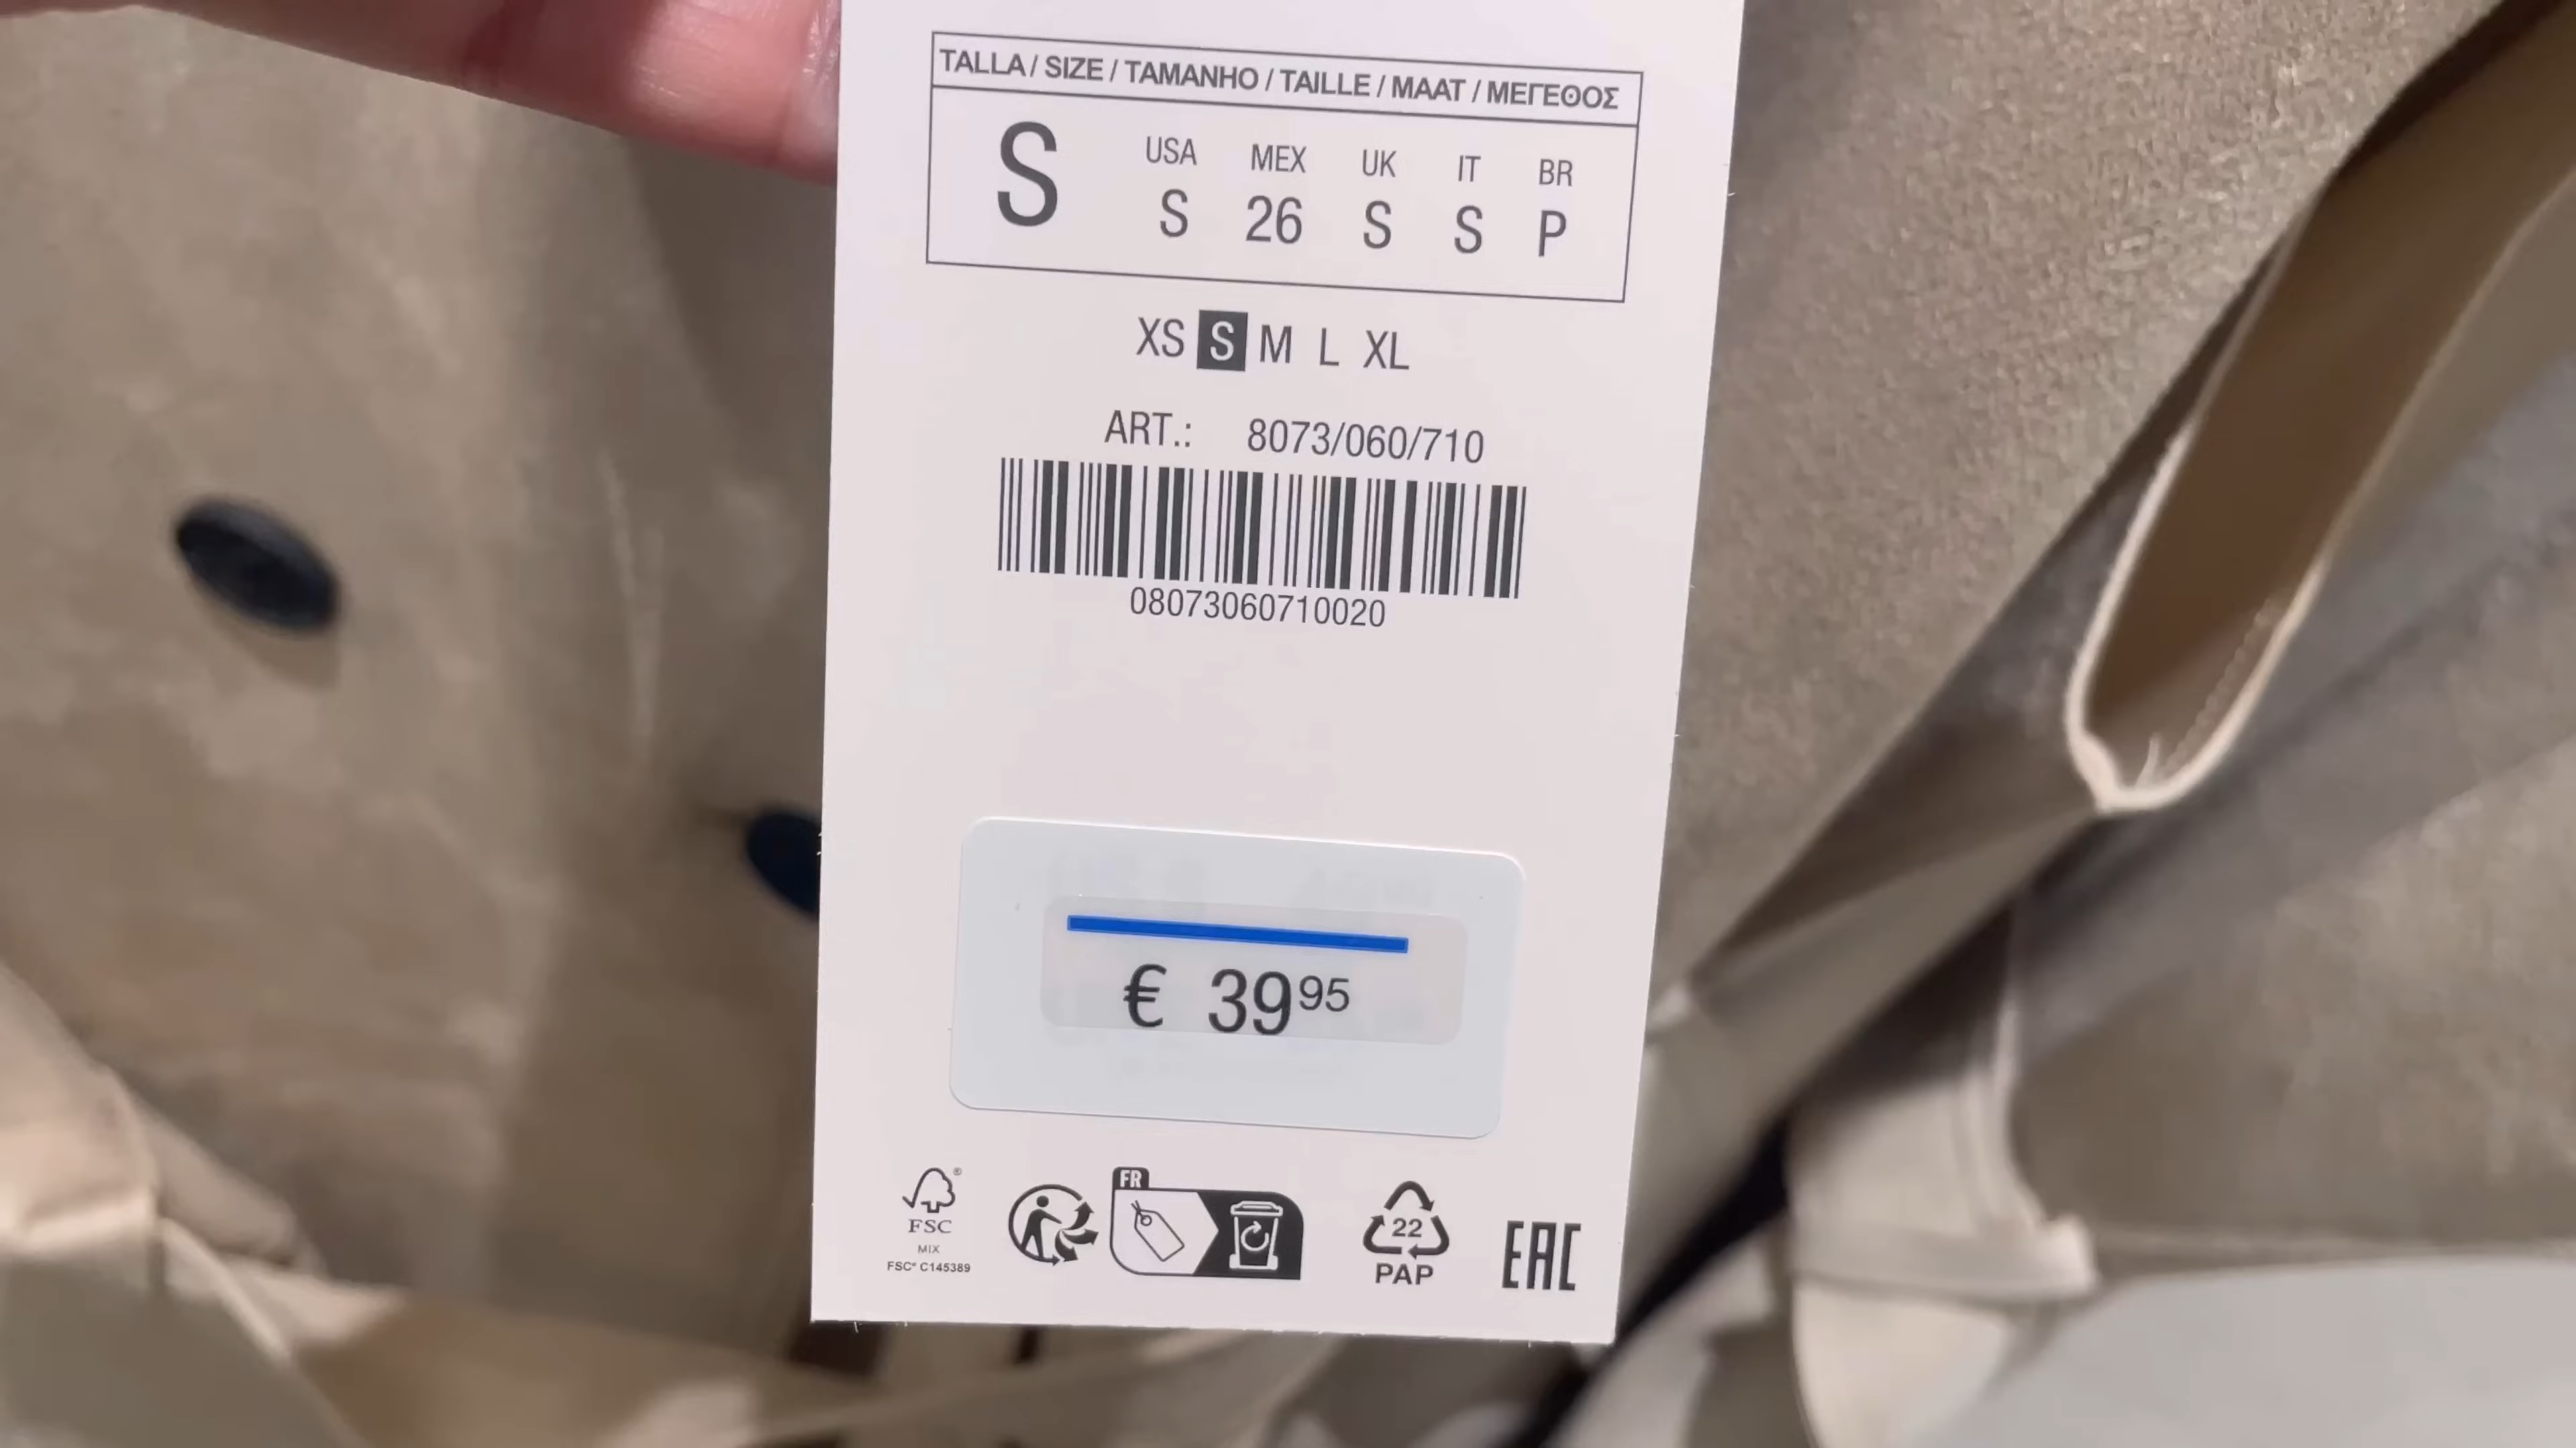 TALLA / SIZE / TAMANHO / TAILLE / MAAT / ΜΕΓΕΘΟΣ
USA MEX UK IT BR
S S 26 S S P
XS S M L XL
ART.: 8073/060/710
08073060710020
€ 39 95
FR
FSC
MIX
FSC® C145389
22
PAP
EAC